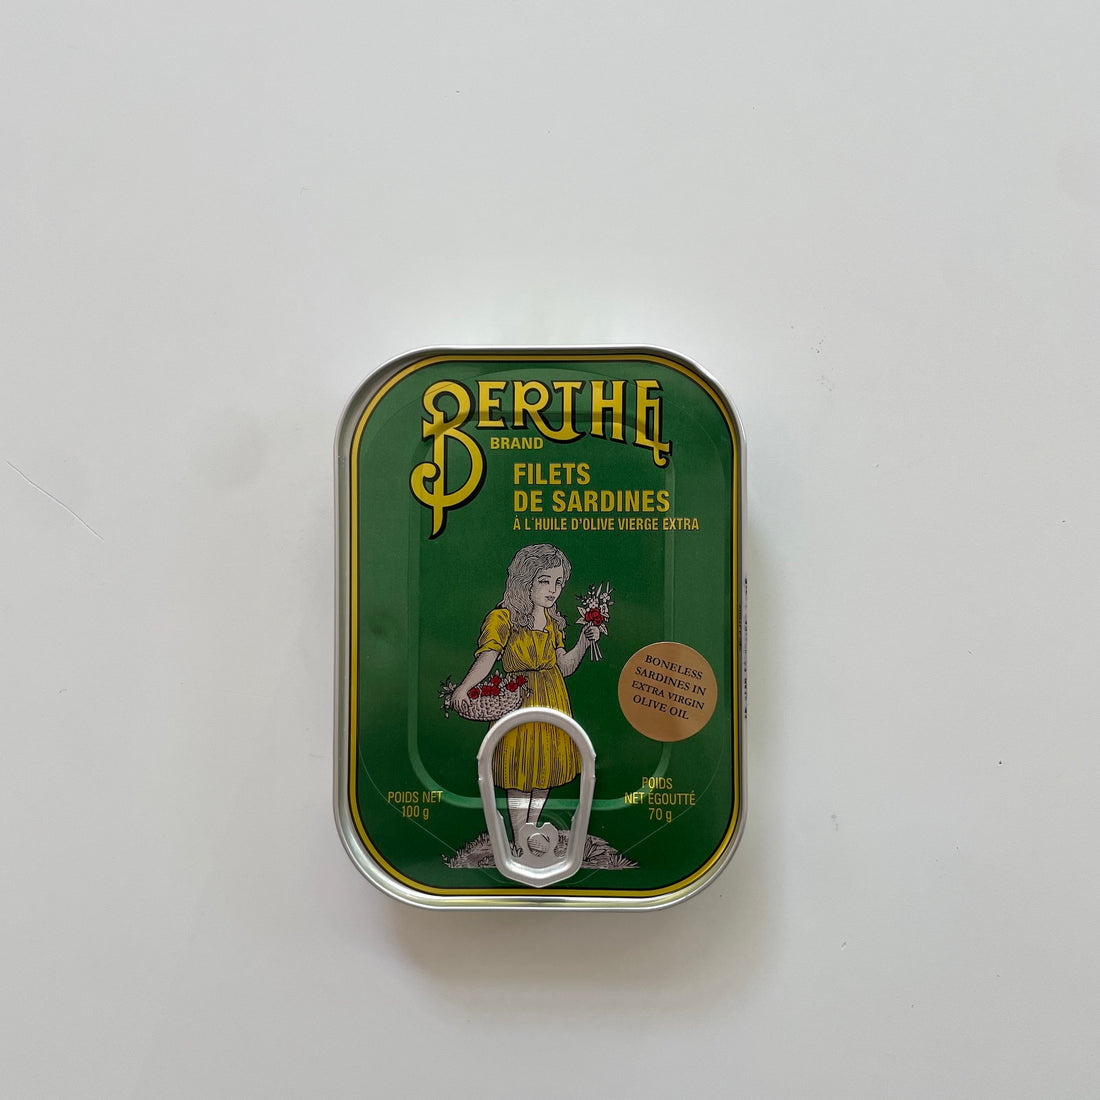 BERTHE
BRAND
FILETS
DE SARDINES
À L'HUILE D'OLIVE VIERGE EXTRA
BONELESS
SARDINES IN
EXTRA VIRGIN
OLIVE OIL
POIDS NET
100 g
POIDS
NET ÉGOUTTÉ
70 g